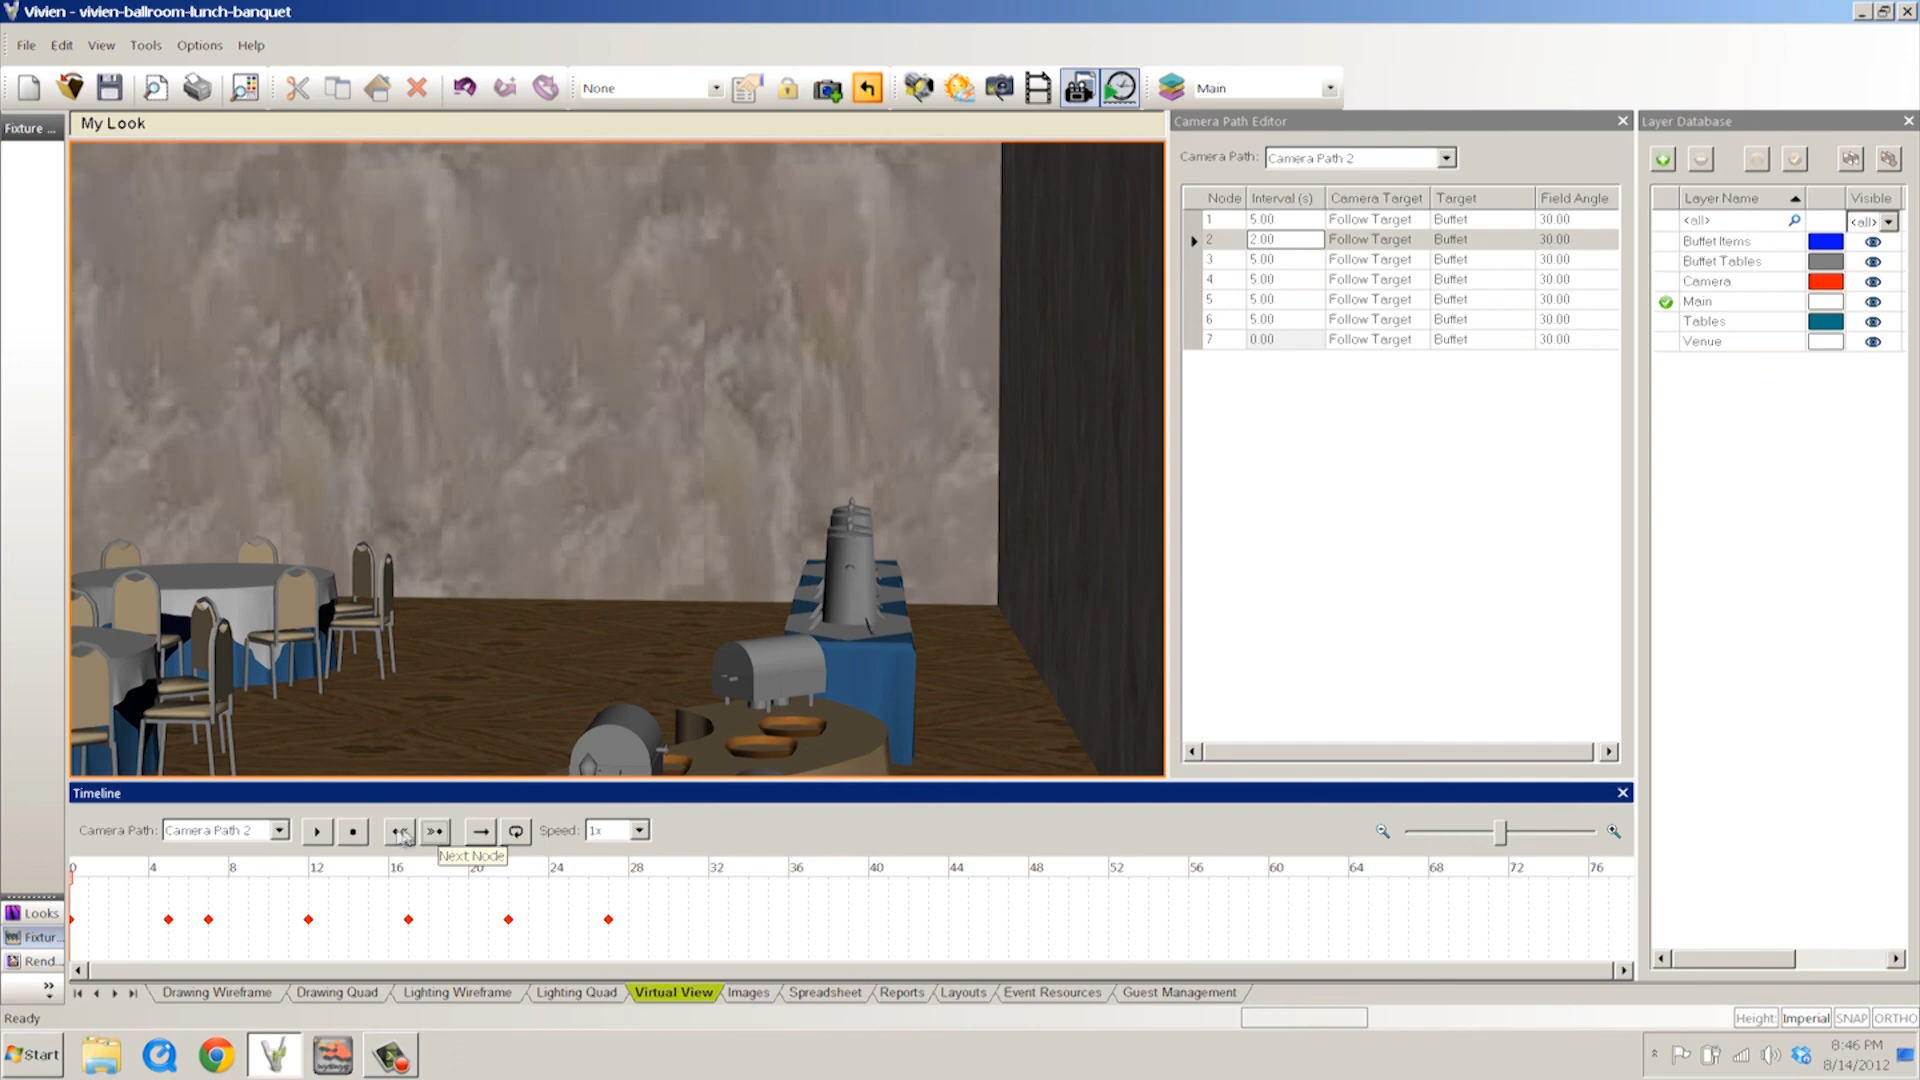 Vivien - vivien-ballroom-lunch-banquet
File Edit View Tools Options Help
None
Main
Fixture ...
My Look
Camera Path Editor
Camera Path: Camera Path 2
Node Interval (s) Camera Target Target Field Angle
1 5.00 Follow Target Buffet 30.00
2 2.00 Follow Target Buffet 30.00
3 5.00 Follow Target Buffet 30.00
4 5.00 Follow Target Buffet 30.00
5 5.00 Follow Target Buffet 30.00
6 5.00 Follow Target Buffet 30.00
7 0.00 Follow Target Buffet 30.00
Layer Database
Layer Name Visible
<all> <all>
Buffet Items
Buffet Tables
Camera
Main
Tables
Venue
Timeline
Camera Path: Camera Path 2 Speed: 1x
Next Node
0 4 8 12 16 20 24 28 32 36 40 44 48 52 56 60 64 68 72 76
Looks
Fixtur...
Rend...
Drawing Wireframe Drawing Quad Lighting Wireframe Lighting Quad Virtual View Images Spreadsheet Reports Layouts Event Resources Guest Management
Ready
Height: Imperial SNAP ORTHO
Start
8:46 PM
8/14/2012